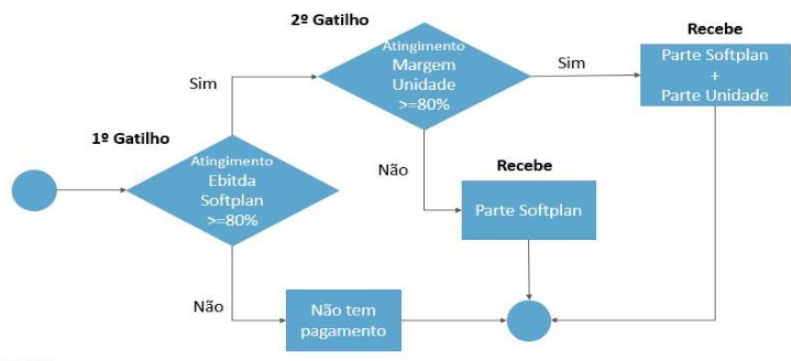 2º Gatilho
Atingimento
Margem
Unidade
>=80%
Sim
Recebe
Parte Softplan
+
Parte Unidade
Sim
1º Gatilho
Atingimento
Ebitda
Softplan
>=80%
Não
Recebe
Parte Softplan
Não
Não tem
pagamento